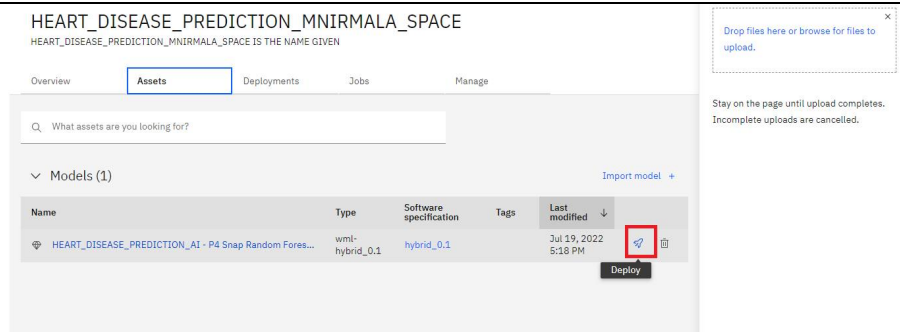 HEART_DISEASE_PREDICTION_MNIRMALA_SPACE
HEART_DISEASE_PREDICTION_MNIRMALA_SPACE IS THE NAME GIVEN
Overview Assets Deployments Jobs Manage
What assets are you looking for?
Models (1) Import model +
Name Type Software specification Tags Last modified
HEART_DISEASE_PREDICTION_AI - P4 Snap Random Fores... wml-hybrid_0.1 hybrid_0.1 Jul 19, 2022 5:18 PM
Deploy
Drop files here or browse for files to
upload.
Stay on the page until upload completes.
Incomplete uploads are cancelled.